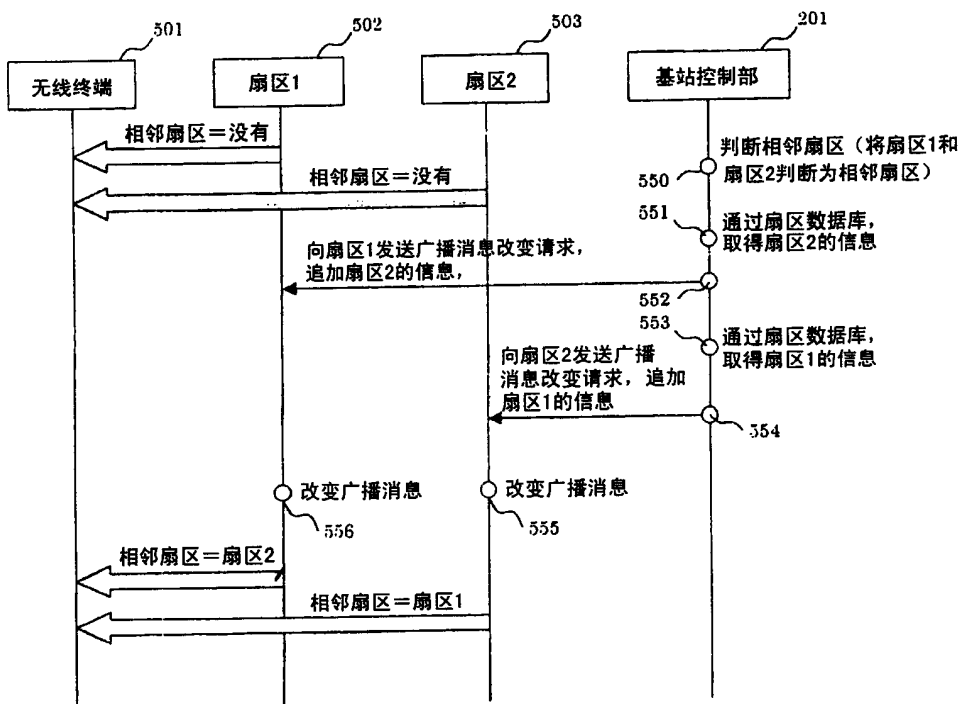 501
502
503
201
无线终端
扇区1
扇区2
基站控制部
相邻扇区＝没有
判断相邻扇区（将扇区1和
扇区2判断为相邻扇区）
550
相邻扇区＝没有
551
通过扇区数据库，
取得扇区2的信息
向扇区1发送广播消息改变请求，
追加扇区2的信息，
552
553
通过扇区数据库，
取得扇区1的信息
向扇区2发送广播
消息改变请求，追加
扇区1的信息
554
改变广播消息
556
改变广播消息
555
相邻扇区＝扇区2
相邻扇区＝扇区1